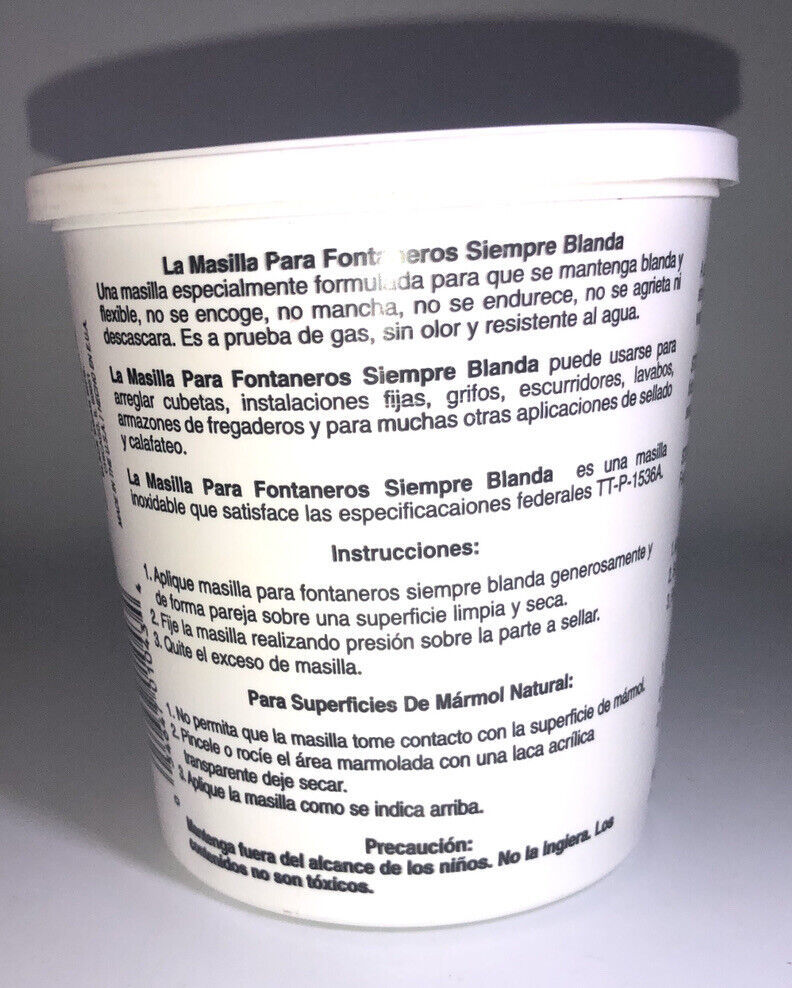 La Masilla Para Fontaneros Siempre Blanda
Una masilla especialmente formulada para que se mantenga blanda y
flexible, no se encoge, no mancha, no se endurece, no se agrieta ni
descascara. Es a prueba de gas, sin olor y resistente al agua.
La Masilla Para Fontaneros Siempre Blanda puede usarse para
arreglar cubetas, instalaciones fijas, grifos, escurridores, lavabos,
armazones de fregaderos y para muchas otras aplicaciones de sellado
y calafateo.
La Masilla Para Fontaneros Siempre Blanda es una masilla
inoxidable que satisface las especificacaiones federales TT-P-1536A.
Instrucciones:
1. Aplique masilla para fontaneros siempre blanda generosamente y
de forma pareja sobre una superficie limpia y seca.
2. Fije la masilla realizando presión sobre la parte a sellar.
3. Quite el exceso de masilla.
Para Superficies De Mármol Natural:
1. No permita que la masilla tome contacto con la superficie de mármol.
2. Pincele o rocíe el área marmolada con una laca acrílica
transparente deje secar.
3. Aplique la masilla como se indica arriba.
Precaución:
Mantenga fuera del alcance de los niños. No la Ingiera. Los
contenidos no son tóxicos.